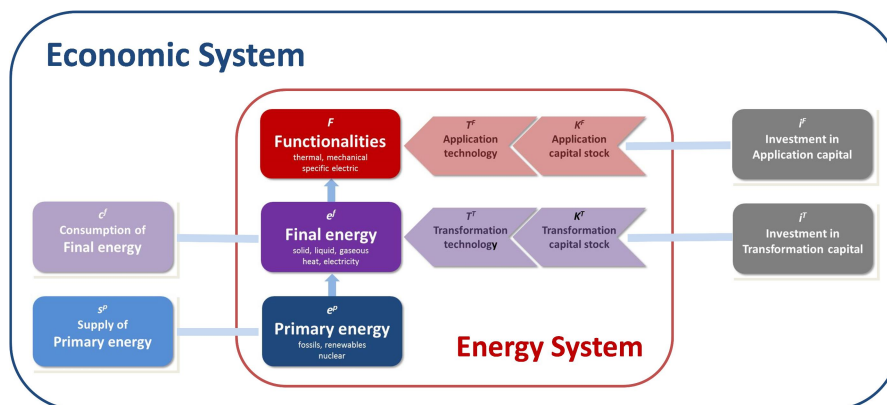 Economic System
F
Functionalities
thermal, mechanical
specific electric
T^F
Application
technology
K^F
Application
capital stock
i^F
Investment in
Application capital
c^f
Consumption of
Final energy
e^f
Final energy
solid, liquid, gaseous
heat, electricity
T^T
Transformation
technology
K^T
Transformation
capital stock
i^T
Investment in
Transformation capital
s^p
Supply of
Primary energy
e^p
Primary energy
fossils, renewables
nuclear
Energy System